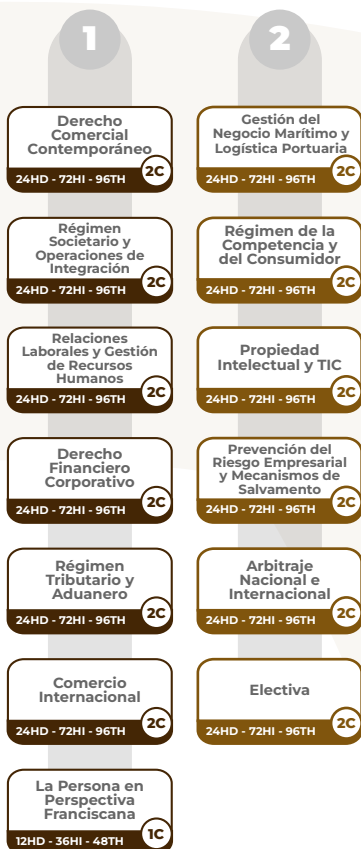 1
Derecho
Comercial
Contemporáneo
2C
24HD - 72HI - 96TH
Régimen
Societario y
Operaciones de
Integración
2C
24HD - 72HI - 96TH
Relaciones
Laborales y Gestión
de Recursos
Humanos
2C
24HD - 72HI - 96TH
Derecho
Financiero
Corporativo
2C
24HD - 72HI - 96TH
Régimen
Tributario y
Aduanero
2C
24HD - 72HI - 96TH
Comercio
Internacional
2C
24HD - 72HI - 96TH
La Persona en
Perspectiva
Franciscana
1C
12HD - 36HI - 48TH
2
Gestión del
Negocio Marítimo y
Logística Portuaria
2C
24HD - 72HI - 96TH
Régimen de la
Competencia y
del Consumidor
2C
24HD - 72HI - 96TH
Propiedad
Intelectual y TIC
2C
24HD - 72HI - 96TH
Prevención del
Riesgo Empresarial
y Mecanismos de
Salvamento
2C
24HD - 72HI - 96TH
Arbitraje
Nacional e
Internacional
2C
24HD - 72HI - 96TH
Electiva
2C
24HD - 72HI - 96TH